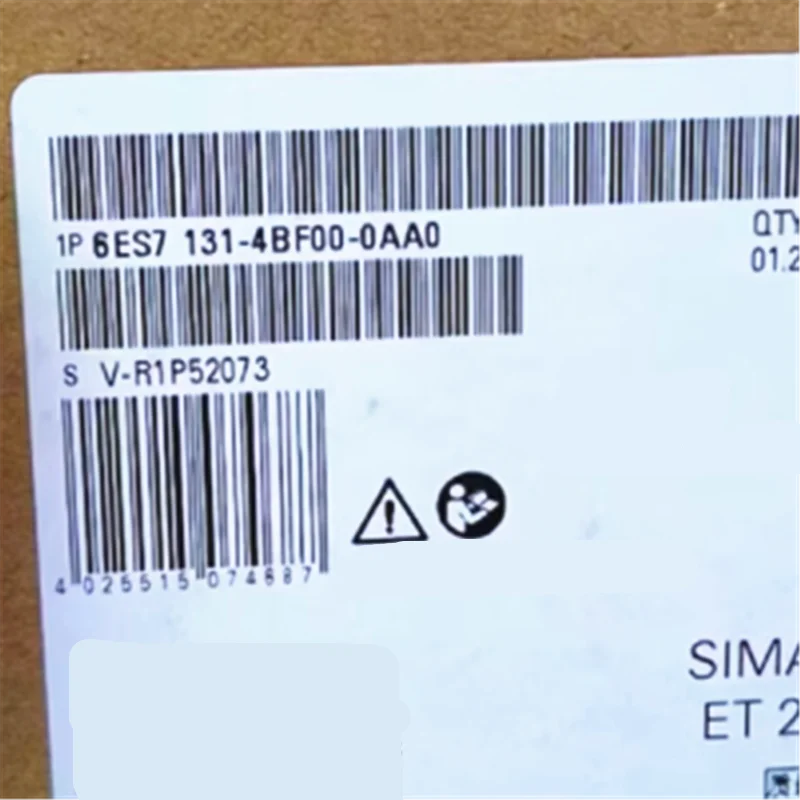 1P 6ES7 131-4BF00-0AA0
QTY
01.2
S V-R1P52073
4 025515 074687
SIMA
ET 2